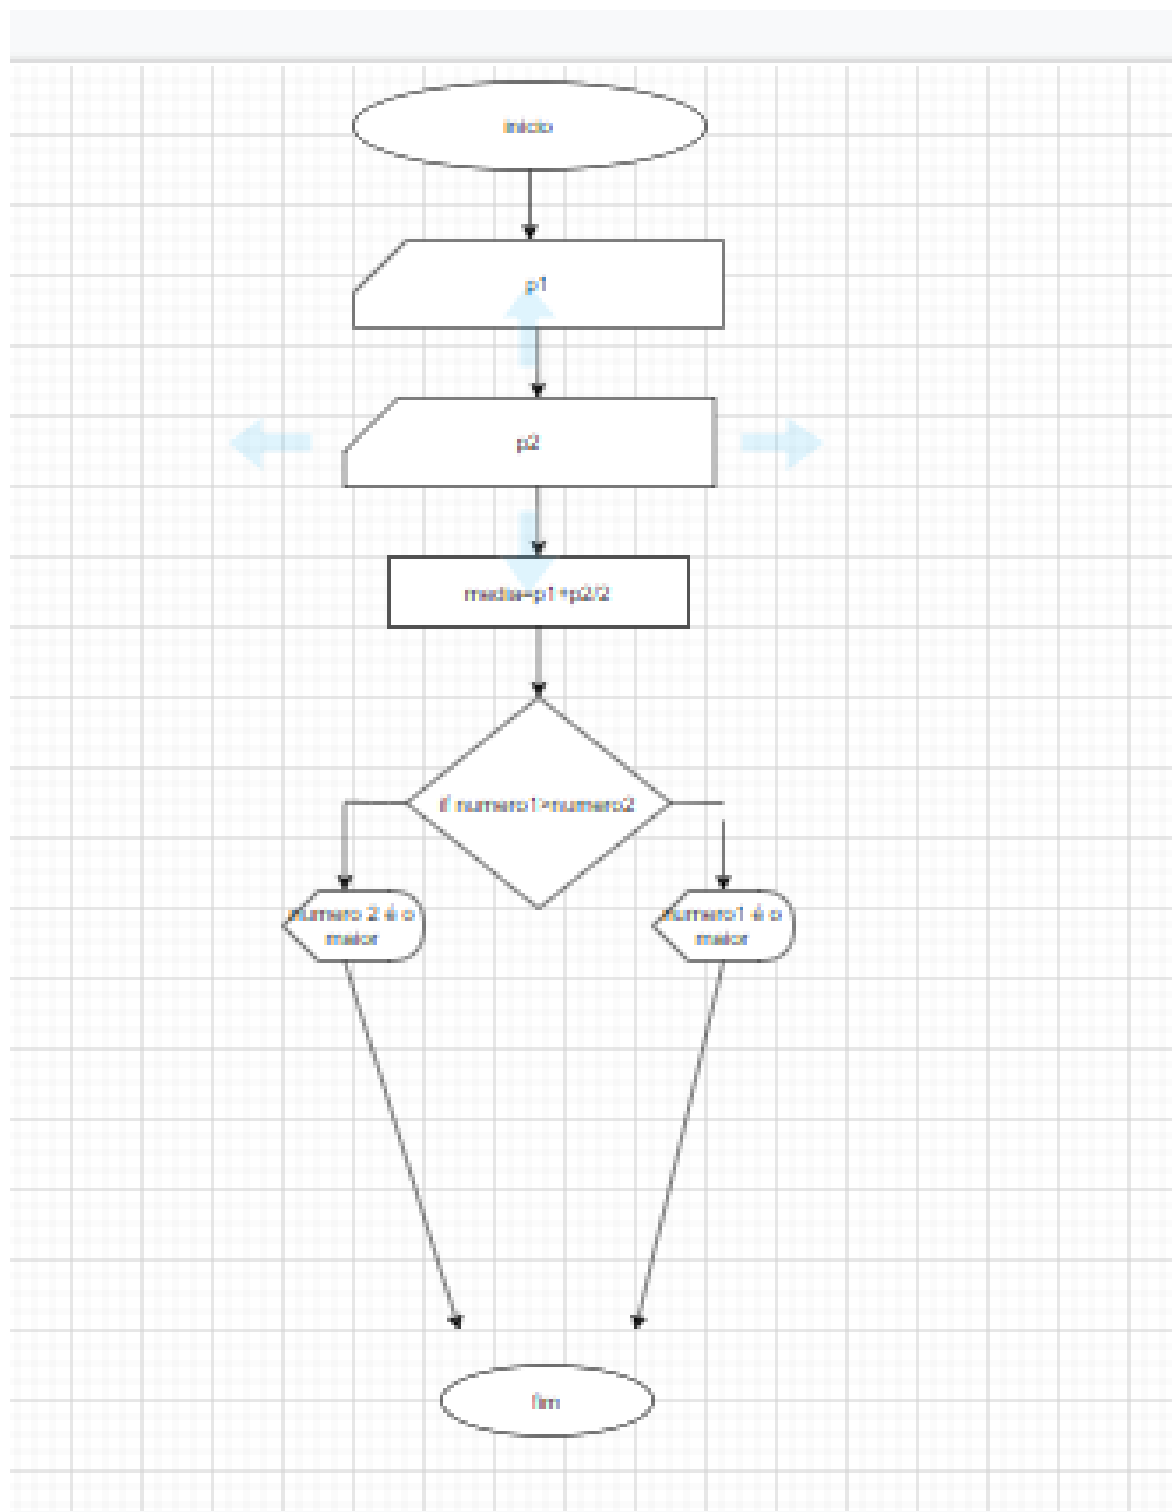 inicio
p1
p2
media=p1+p2/2
if numero1>numero2
numero 2 é o
maior
numero1 é o
maior
fim